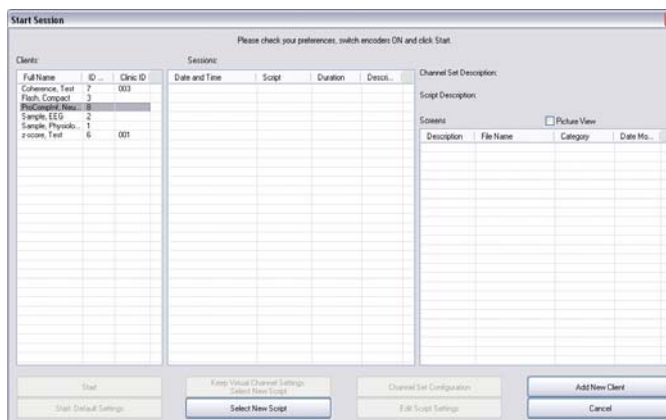 Start Session
Please check your preferences, switch encoders ON and click Start.
Clients:
Full Name ID ... Clinic ID
Coherence, Test 7 003
Flash, Compact 3
ProCompInf, Neu... 8
Sample, EEG 2
Sample, Physiolo... 1
z-score, Test 6 001
Sessions:
Date and Time Script Duration Descri...
Channel Set Description:
Script Description:
Screens Picture View
Description File Name Category Date Mo...
Start
Keep Virtual Channel Settings
Select New Script
Channel Set Configuration
Add New Client
Start: Default Settings
Select New Script
Edit Script Settings
Cancel